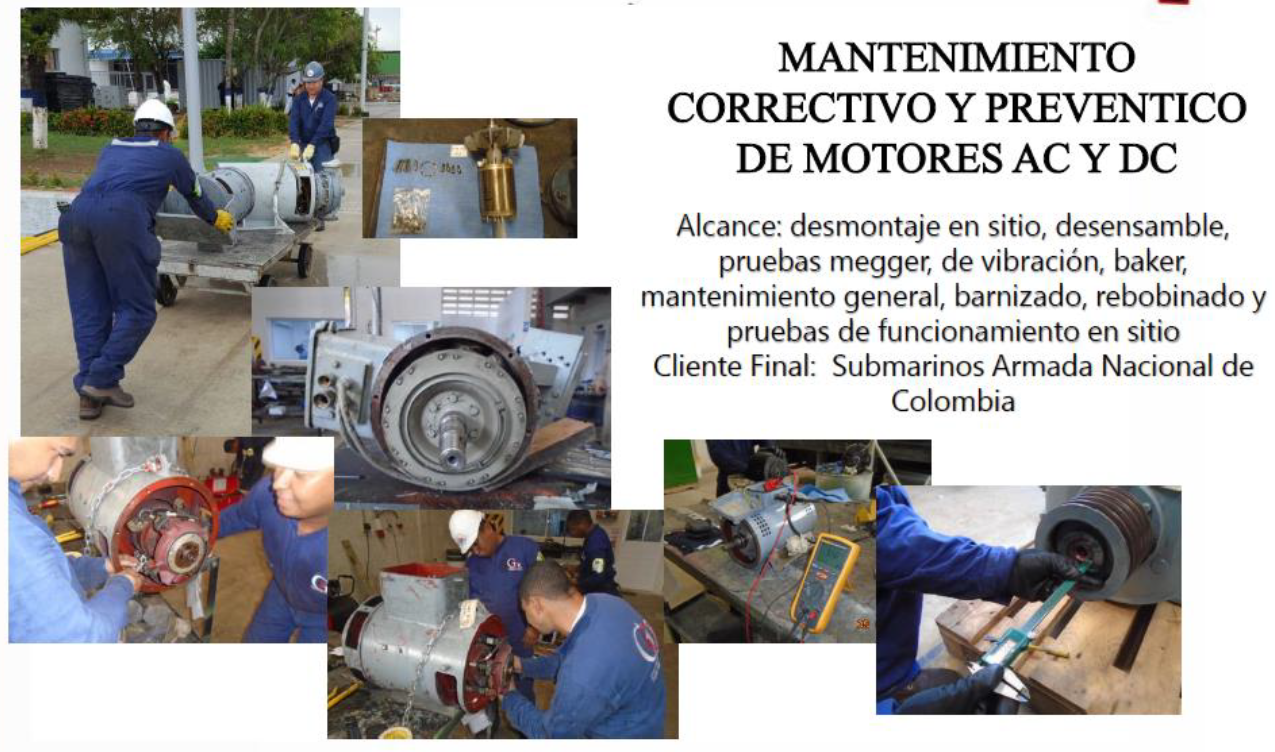 MANTENIMIENTO
CORRECTIVO Y PREVENTICO
DE MOTORES AC Y DC
Alcance: desmontaje en sitio, desensamble,
pruebas megger, de vibración, baker,
mantenimiento general, barnizado, rebobinado y
pruebas de funcionamiento en sitio
Cliente Final: Submarinos Armada Nacional de
Colombia